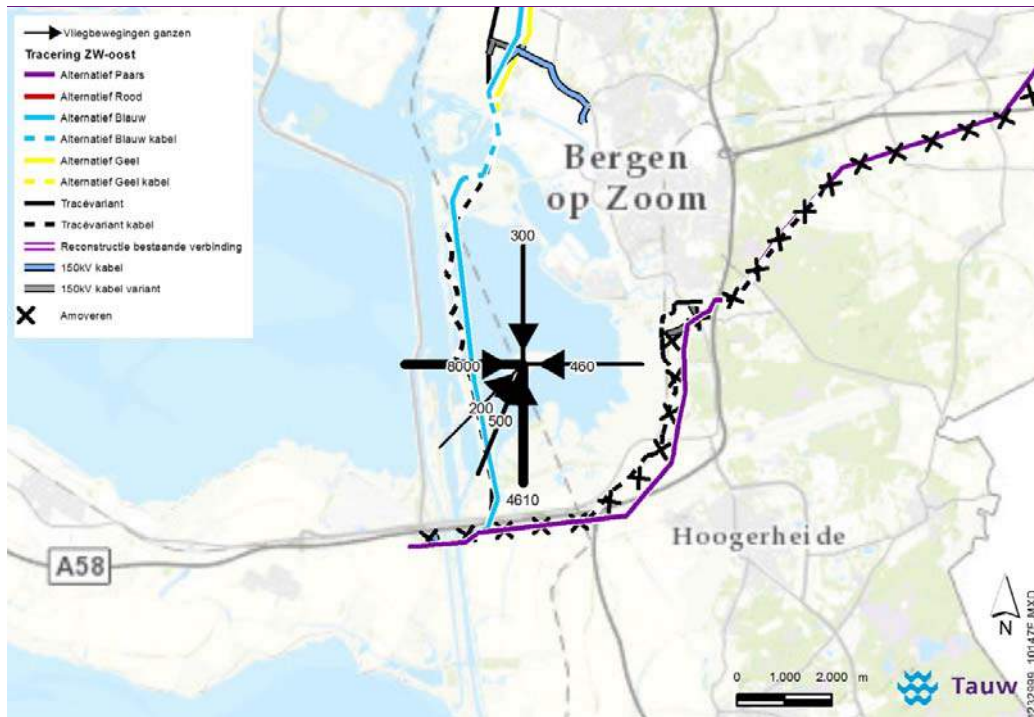 Vliegbewegingen ganzen
Tracering ZW-oost
Alternatief Paars
Alternatief Rood
Alternatief Blauw
Alternatief Blauw kabel
Alternatief Geel
Alternatief Geel kabel
Tracévariant
Tracévariant kabel
Reconstructie bestaande verbinding
150kV kabel
150kV kabel variant
Amoveren
Bergen
op Zoom
300
8000
460
200
500
4610
Hoogerheide
A58
N
0 1.000 2.000 m
Tauw